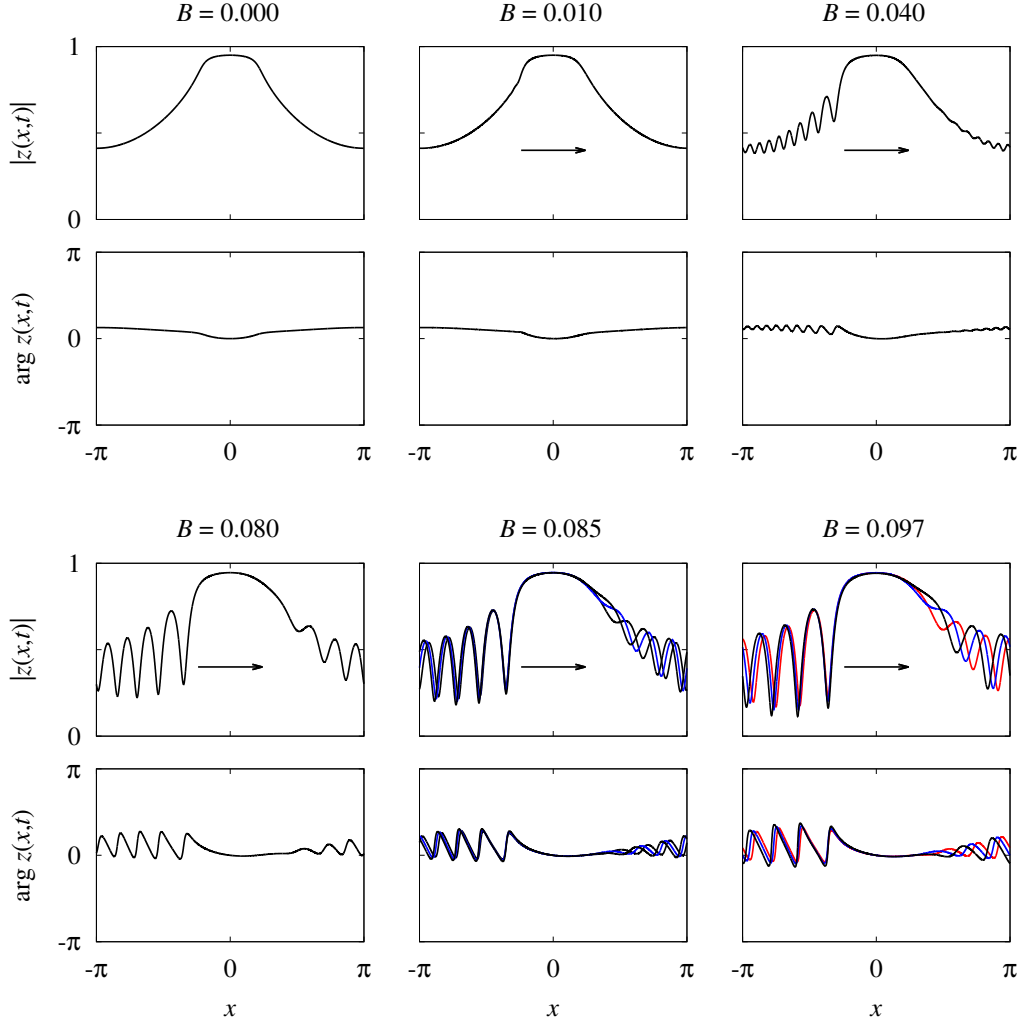 B = 0.000
B = 0.010
B = 0.040
1
|z(x,t)|
0
π
arg z(x,t)
0
-π
-π 0 π
-π 0 π
-π 0 π
B = 0.080
B = 0.085
B = 0.097
1
|z(x,t)|
0
π
arg z(x,t)
0
-π
-π 0 π
-π 0 π
-π 0 π
x
x
x